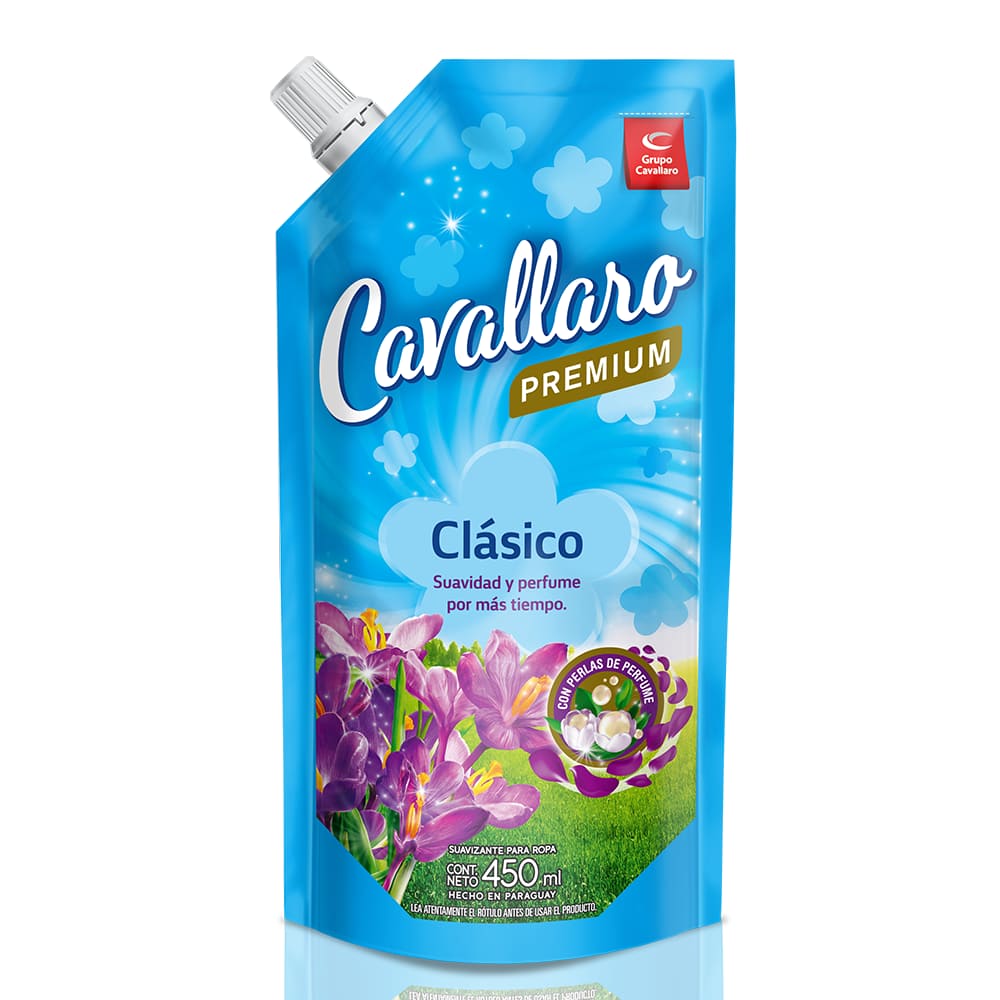 Grupo
Cavallaro
Cavallaro
PREMIUM
Clásico
Suavidad y perfume
por más tiempo.
CON PERLAS DE PERFUME
SUAVIZANTE PARA ROPA
CONT. NETO 450 ml
HECHO EN PARAGUAY
LEA ATENTAMENTE EL RÓTULO ANTES DE USAR EL PRODUCTO.